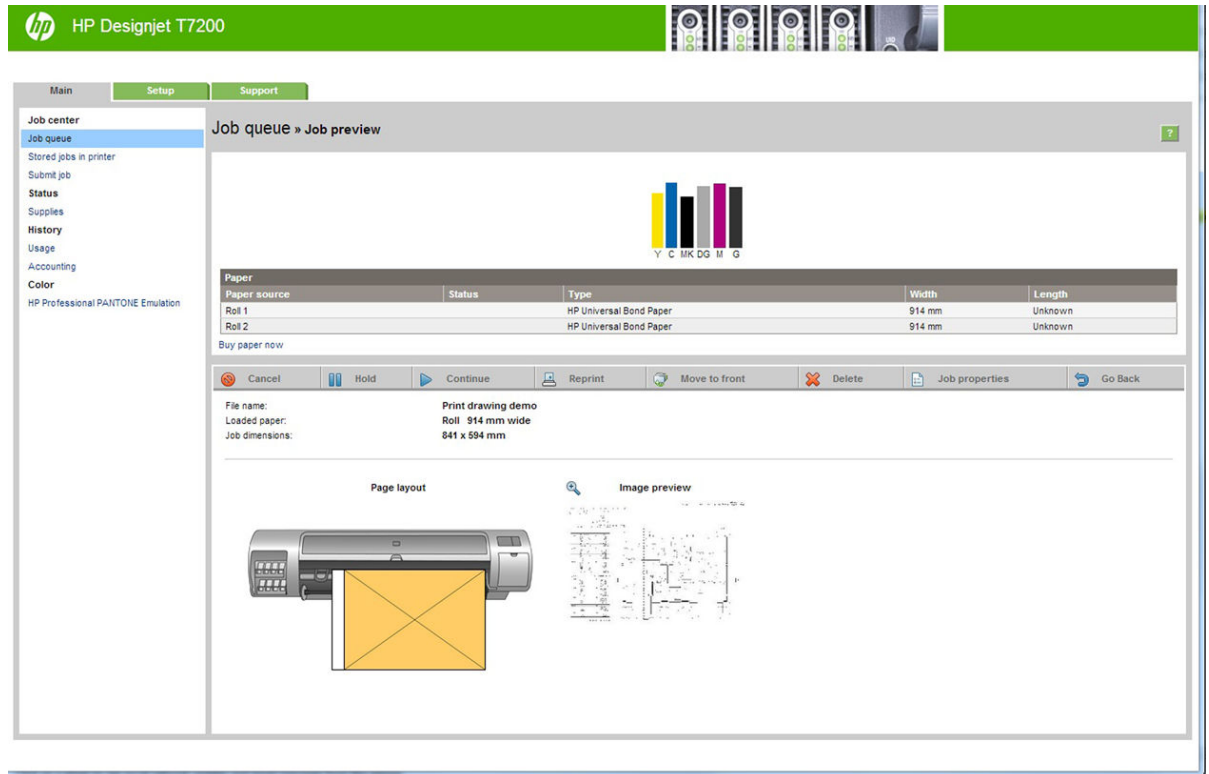 hp HP Designjet T7200
UID
Main Setup Support
Job center
Job queue
Stored jobs in printer
Submit job
Status
Supplies
History
Usage
Accounting
Color
HP Professional PANTONE Emulation
Job queue » Job preview
?
Y C MK DG M G
Paper
Paper source Status Type Width Length
Roll 1 HP Universal Bond Paper 914 mm Unknown
Roll 2 HP Universal Bond Paper 914 mm Unknown
Buy paper now
Cancel Hold Continue Reprint Move to front Delete Job properties Go Back
File name: Print drawing demo
Loaded paper: Roll 914 mm wide
Job dimensions: 841 x 594 mm
Page layout Image preview